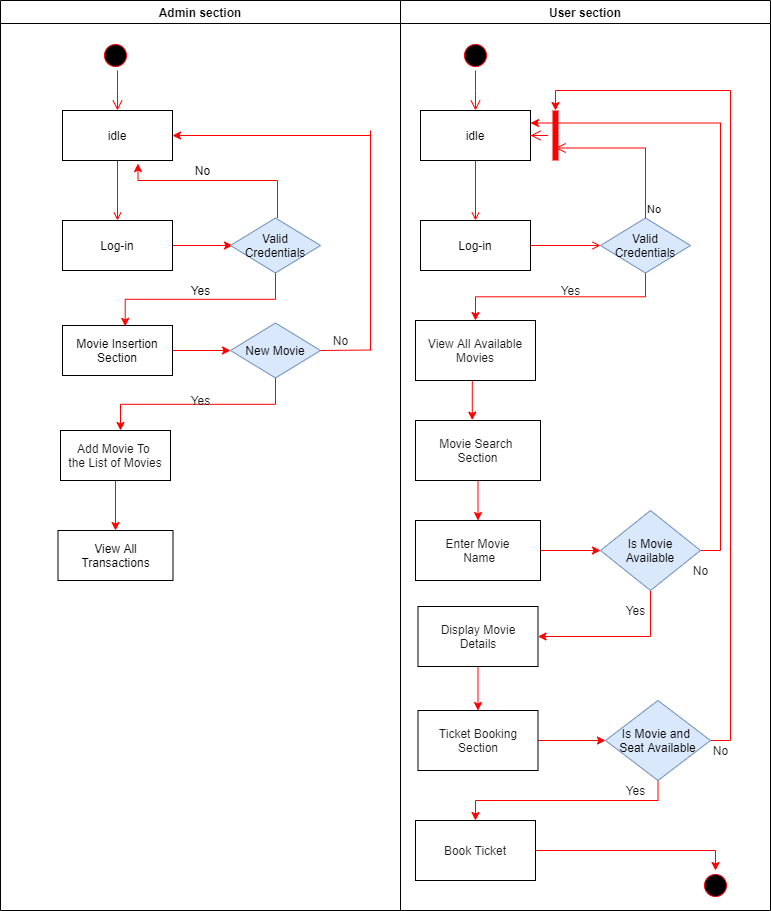 Admin section
idle
No
Log-in
Valid
Credentials
Yes
Movie Insertion
Section
New Movie
No
Yes
Add Movie To
the List of Movies
View All
Transactions
User section
idle
No
Log-in
Valid
Credentials
Yes
View All Available
Movies
Movie Search
Section
Enter Movie
Name
Is Movie
Available
No
Yes
Display Movie
Details
Ticket Booking
Section
Is Movie and
Seat Available
No
Yes
Book Ticket